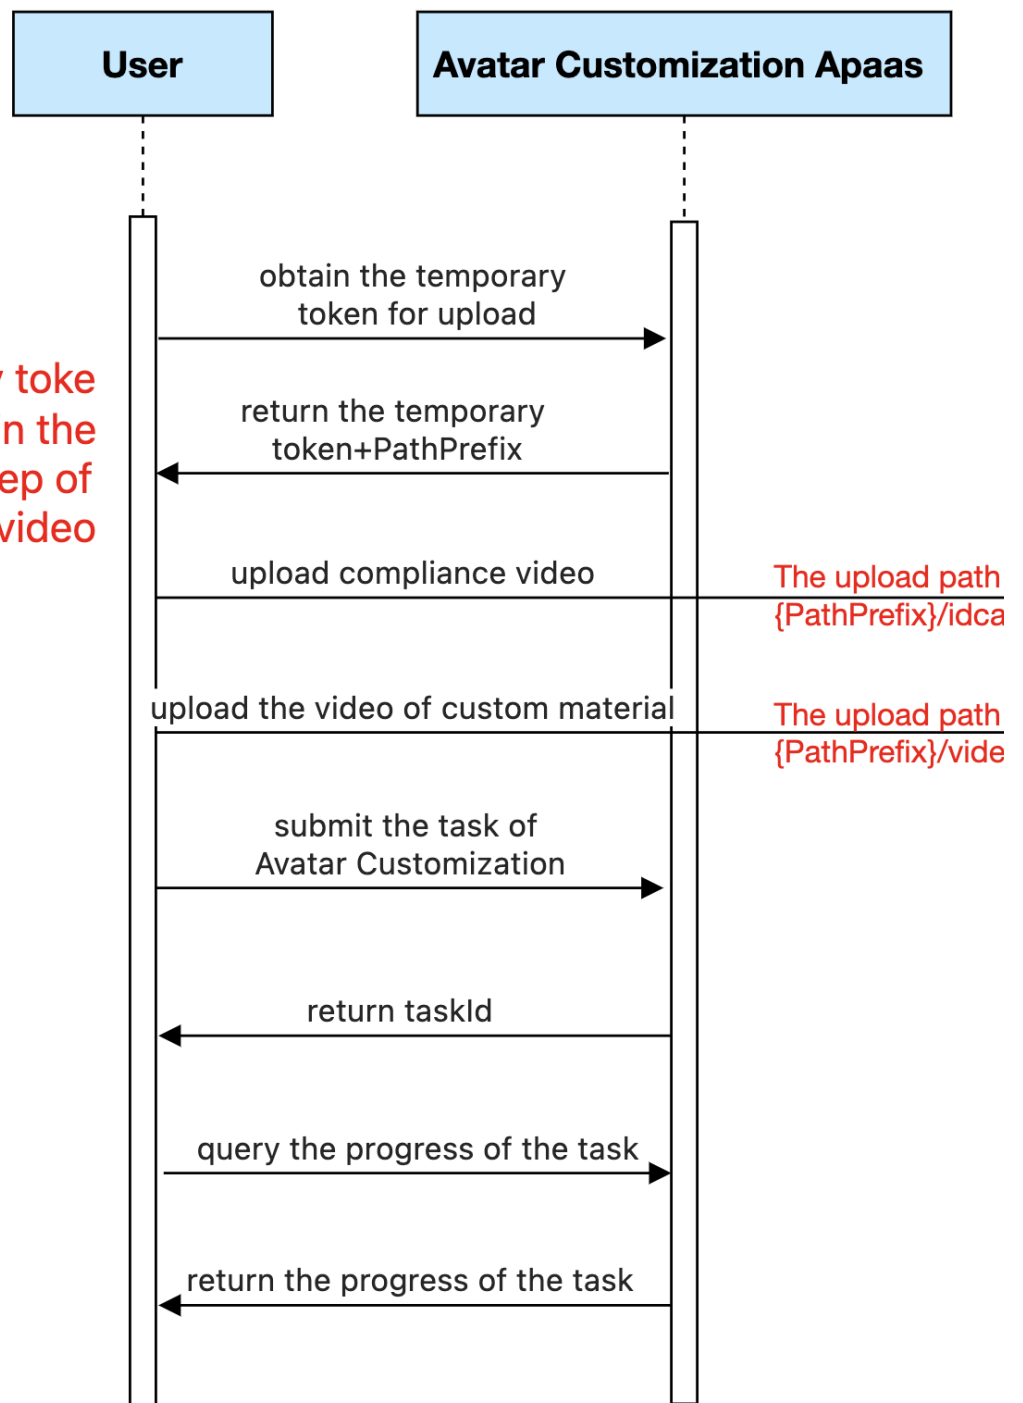 User
Avatar Customization Apaas
obtain the temporary
token for upload
toke
return the temporary
n the
token+PathPrefix
ep of
video
upload compliance video
The upload path
{PathPrefix}/idca
upload the video of custom material
The upload path
{PathPrefix}/vide
submit the task of
Avatar Customization
return taskId
query the progress of the task
return the progress of the task